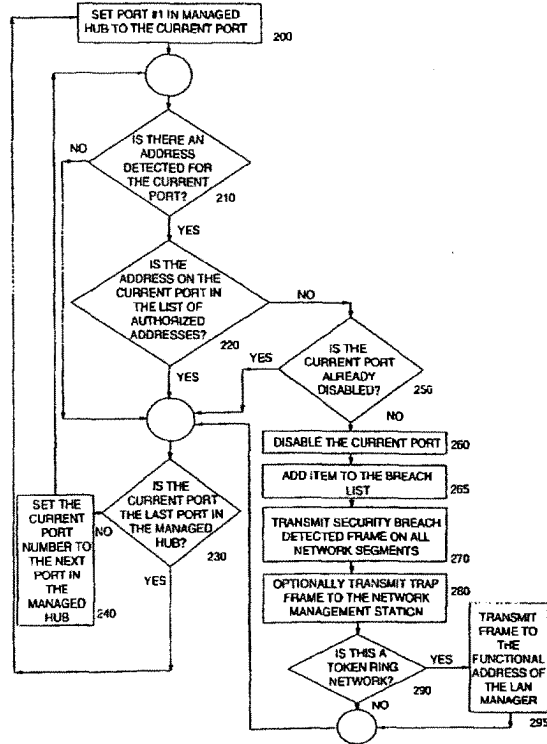 SET PORT #1 IN MANAGED
HUB TO THE CURRENT PORT
200
IS THERE AN
ADDRESS
DETECTED FOR
THE CURRENT
PORT?
210
NO
YES
IS THE
ADDRESS ON THE
CURRENT PORT IN
THE LIST OF
AUTHORIZED
ADDRESSES?
220
NO
YES
IS THE
CURRENT PORT
ALREADY
DISABLED?
250
YES
NO
DISABLE THE CURRENT PORT
260
ADD ITEM TO THE BREACH
LIST
265
TRANSMIT SECURITY BREACH
DETECTED FRAME ON ALL
NETWORK SEGMENTS
270
OPTIONALLY TRANSMIT TRAP
FRAME TO THE NETWORK
MANAGEMENT STATION
280
IS THIS A
TOKEN RING
NETWORK?
290
YES
NO
TRANSMIT
FRAME TO
THE
FUNCTIONAL
ADDRESS OF
THE LAN
MANAGER
295
IS THE
CURRENT PORT
THE LAST PORT IN
THE MANAGED
HUB?
230
NO
YES
SET THE
CURRENT
PORT
NUMBER TO
THE NEXT
PORT IN
THE
MANAGED
HUB
240